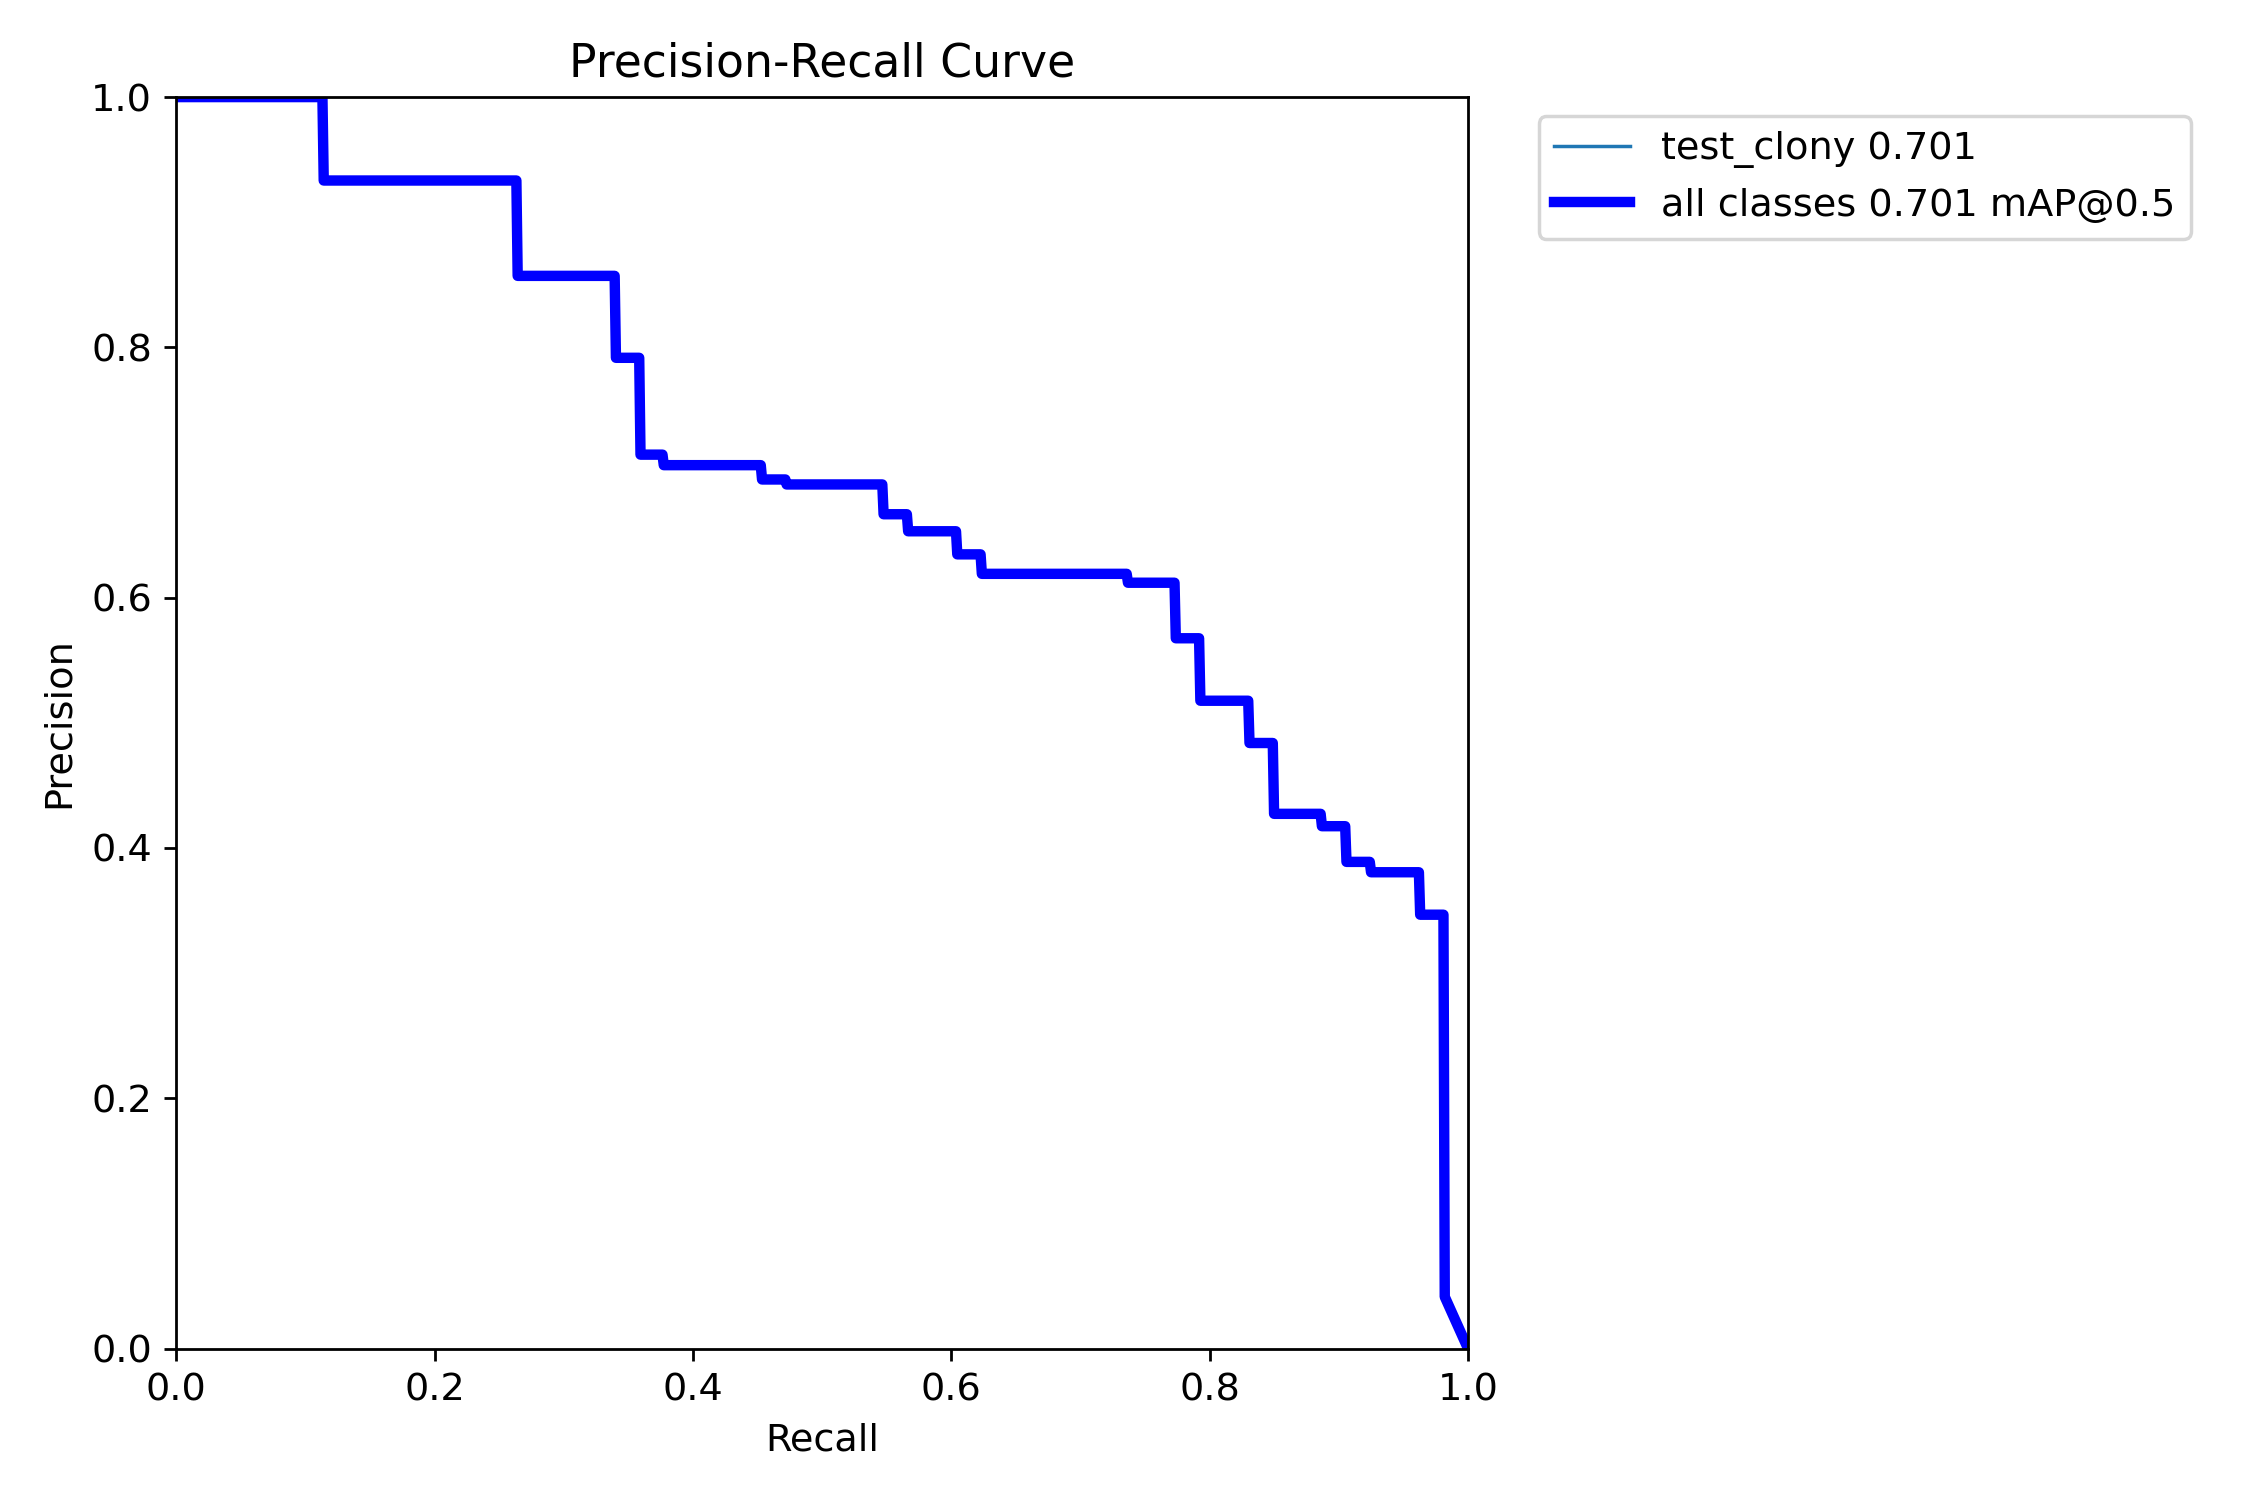 Precision-Recall Curve
test_clony 0.701
all classes 0.701 mAP@0.5
1.0
0.8
0.6
0.4
0.2
0.0
Precision
0.0 0.2 0.4 0.6 0.8 1.0
Recall